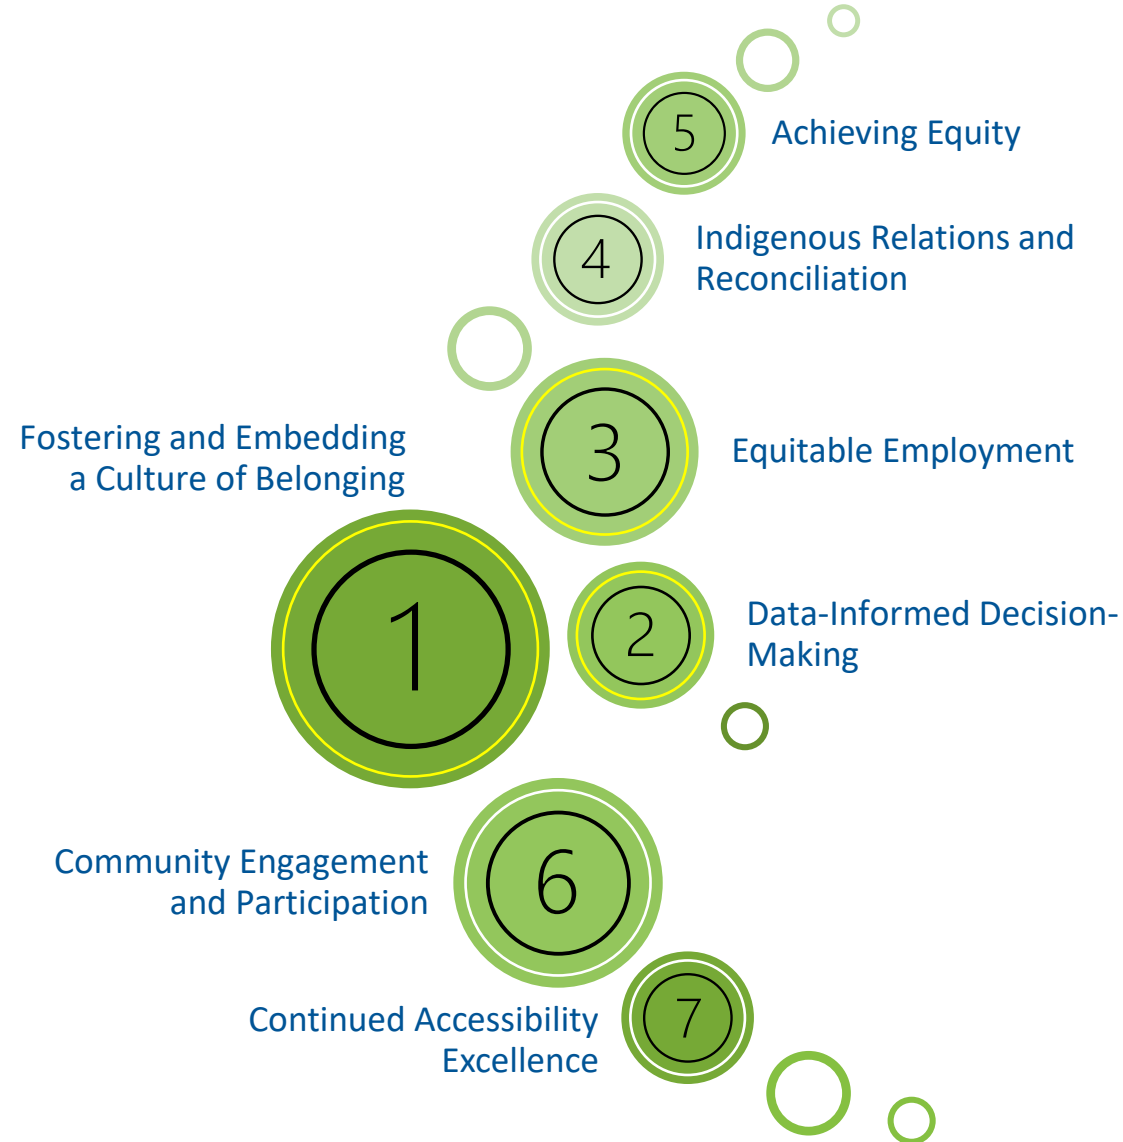 5
Achieving Equity
4
Indigenous Relations and
Reconciliation
3
Equitable Employment
Fostering and Embedding
a Culture of Belonging
1
2
Data-Informed Decision-
Making
6
Community Engagement
and Participation
7
Continued Accessibility
Excellence